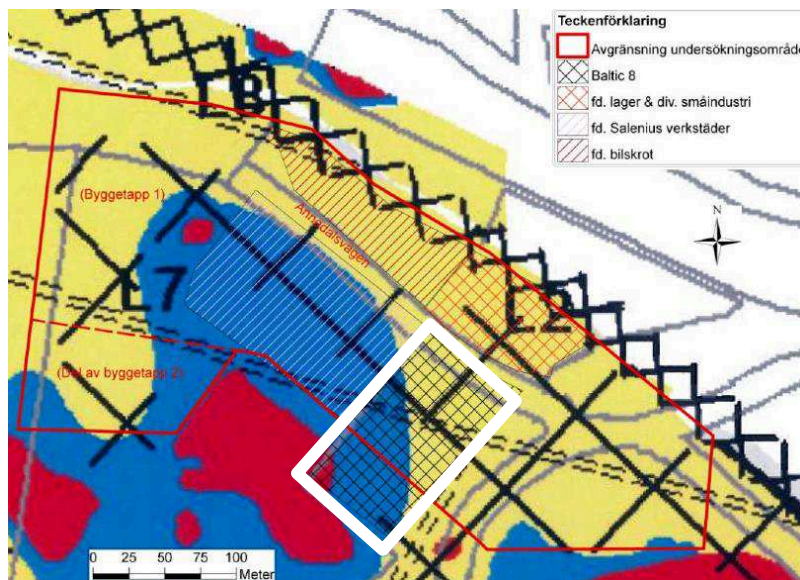 Teckenförklaring
Avgränsning undersökningsområde
Baltic 8
fd. lager & div. småindustri
fd. Salenius verkstäder
fd. bilskrot
B
(Byggetapp 1)
Annedalsvägen
N
L7
L2
(Del av byggetapp 2)
0 25 50 75 100
Meter